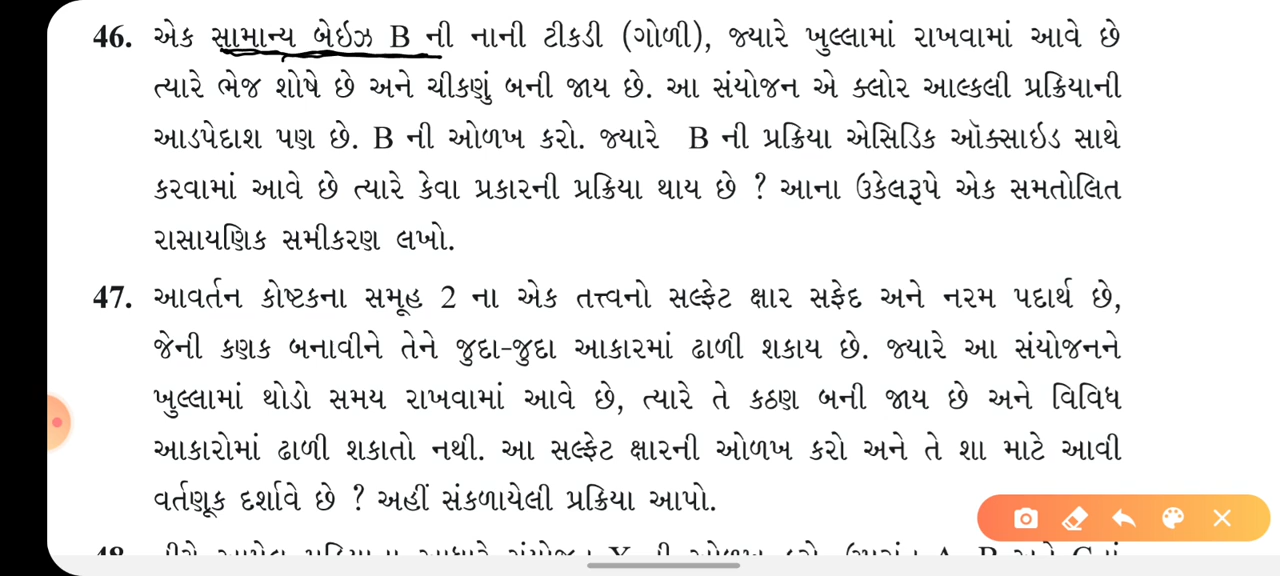 46. એક સામાન્ય બેઇઝ B ની નાની ટીકડી (ગોળી), જ્યારે ખુલ્લામાં રાખવામાં આવે છે
ત્યારે ભેજ શોષે છે અને ચીકણું બની જાય છે. આ સંયોજન એ ક્લોર આલ્કલી પ્રક્રિયાની
આડપેદાશ પણ છે. B ની ઓળખ કરો. જ્યારે B ની પ્રક્રિયા એસિડિક ઑક્સાઇડ સાથે
કરવામાં આવે છે ત્યારે કેવા પ્રકારની પ્રક્રિયા થાય છે ? આના ઉકેલરૂપે એક સમતોલિત
રાસાયણિક સમીકરણ લખો.
47. આવર્તન કોષ્ટકના સમૂહ 2 ના એક તત્ત્વનો સલ્ફેટ ક્ષાર સફેદ અને નરમ પદાર્થ છે,
જેની કણક બનાવીને તેને જુદા-જુદા આકારમાં ઢાળી શકાય છે. જ્યારે આ સંયોજનને
ખુલ્લામાં થોડો સમય રાખવામાં આવે છે, ત્યારે તે કઠણ બની જાય છે અને વિવિધ
આકારોમાં ઢાળી શકાતો નથી. આ સલ્ફેટ ક્ષારની ઓળખ કરો અને તે શા માટે આવી
વર્તણૂક દર્શાવે છે ? અહીં સંકળાયેલી પ્રક્રિયા આપો.